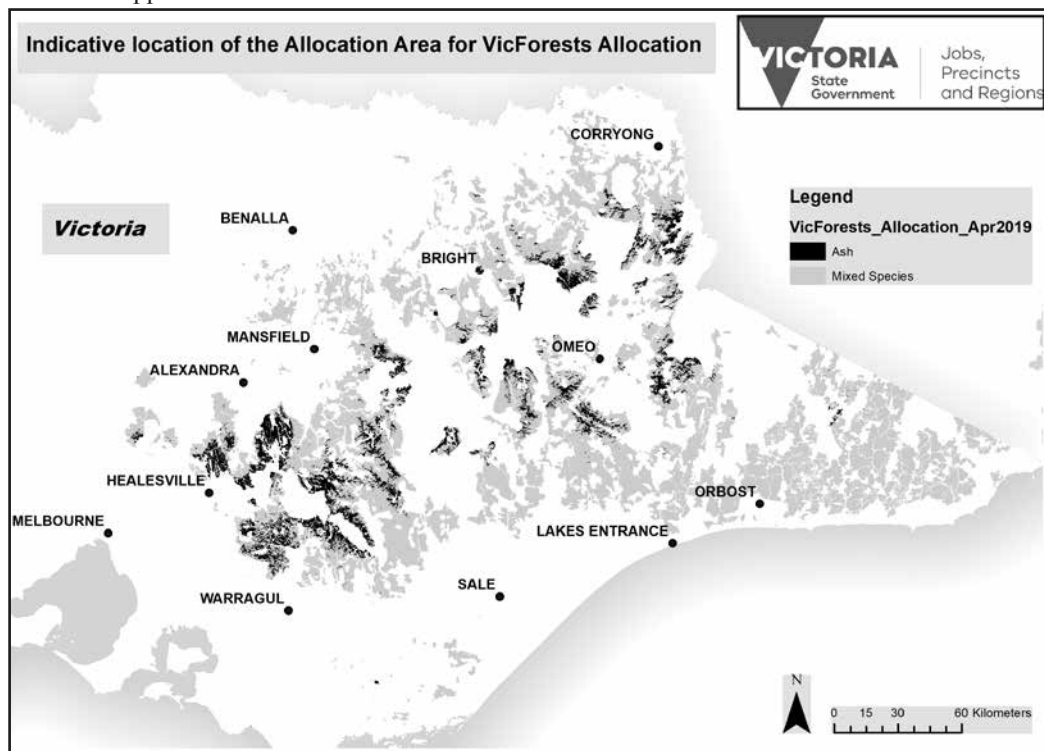 Indicative location of the Allocation Area for VicForests Allocation
VICTORIA
State
Government
Jobs,
Precincts
and Regions
CORRYONG
Legend
VicForests_Allocation_Apr2019
Ash
Mixed Species
Victoria
BENALLA
BRIGHT
MANSFIELD
OMEO
ALEXANDRA
HEALESVILLE
ORBOST
MELBOURNE
LAKES ENTRANCE
SALE
WARRAGUL
N
0 15 30 60 Kilometers